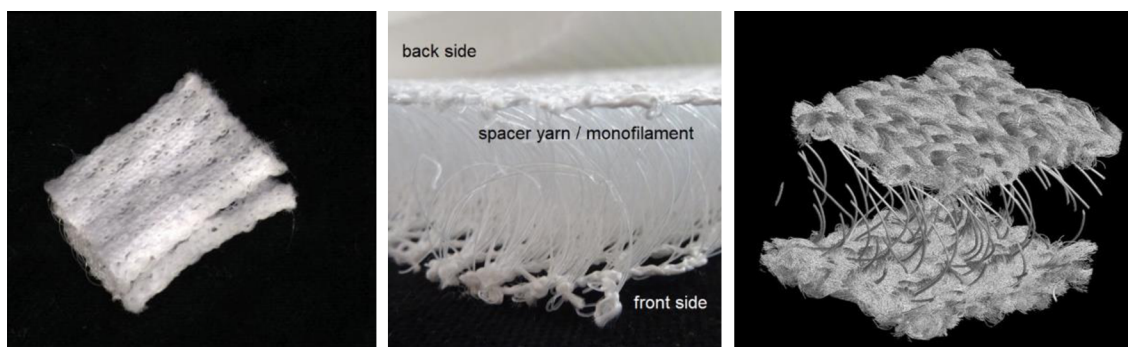 back side
spacer yarn / monofilament
front side